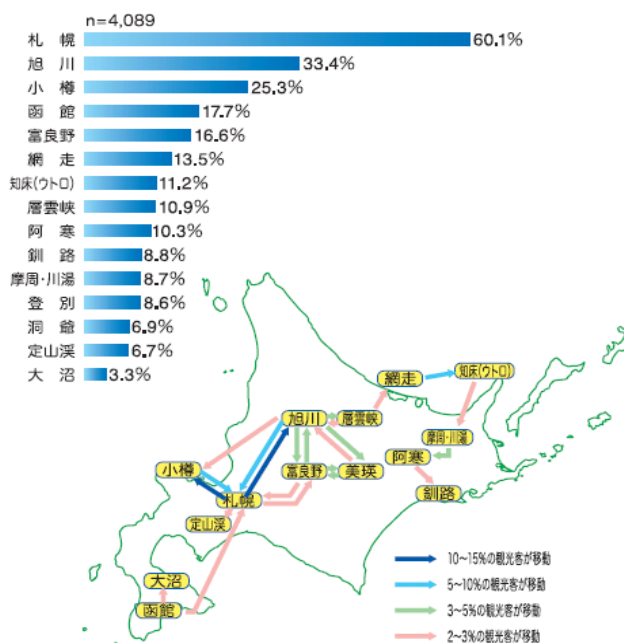 n=4,089
札幌 60.1%
旭川 33.4%
小樽 25.3%
函館 17.7%
富良野 16.6%
網走 13.5%
知床(ウトロ) 11.2%
層雲峡 10.9%
阿寒 10.3%
釧路 8.8%
摩周・川湯 8.7%
登別 8.6%
洞爺 6.9%
定山渓 6.7%
大沼 3.3%
網走
知床(ウトロ)
旭川
層雲峡
摩周・川湯
阿寒
小樽
富良野
美瑛
釧路
札幌
定山渓
大沼
函館
10~15%の観光客が移動
5~10%の観光客が移動
3~5%の観光客が移動
2~3%の観光客が移動